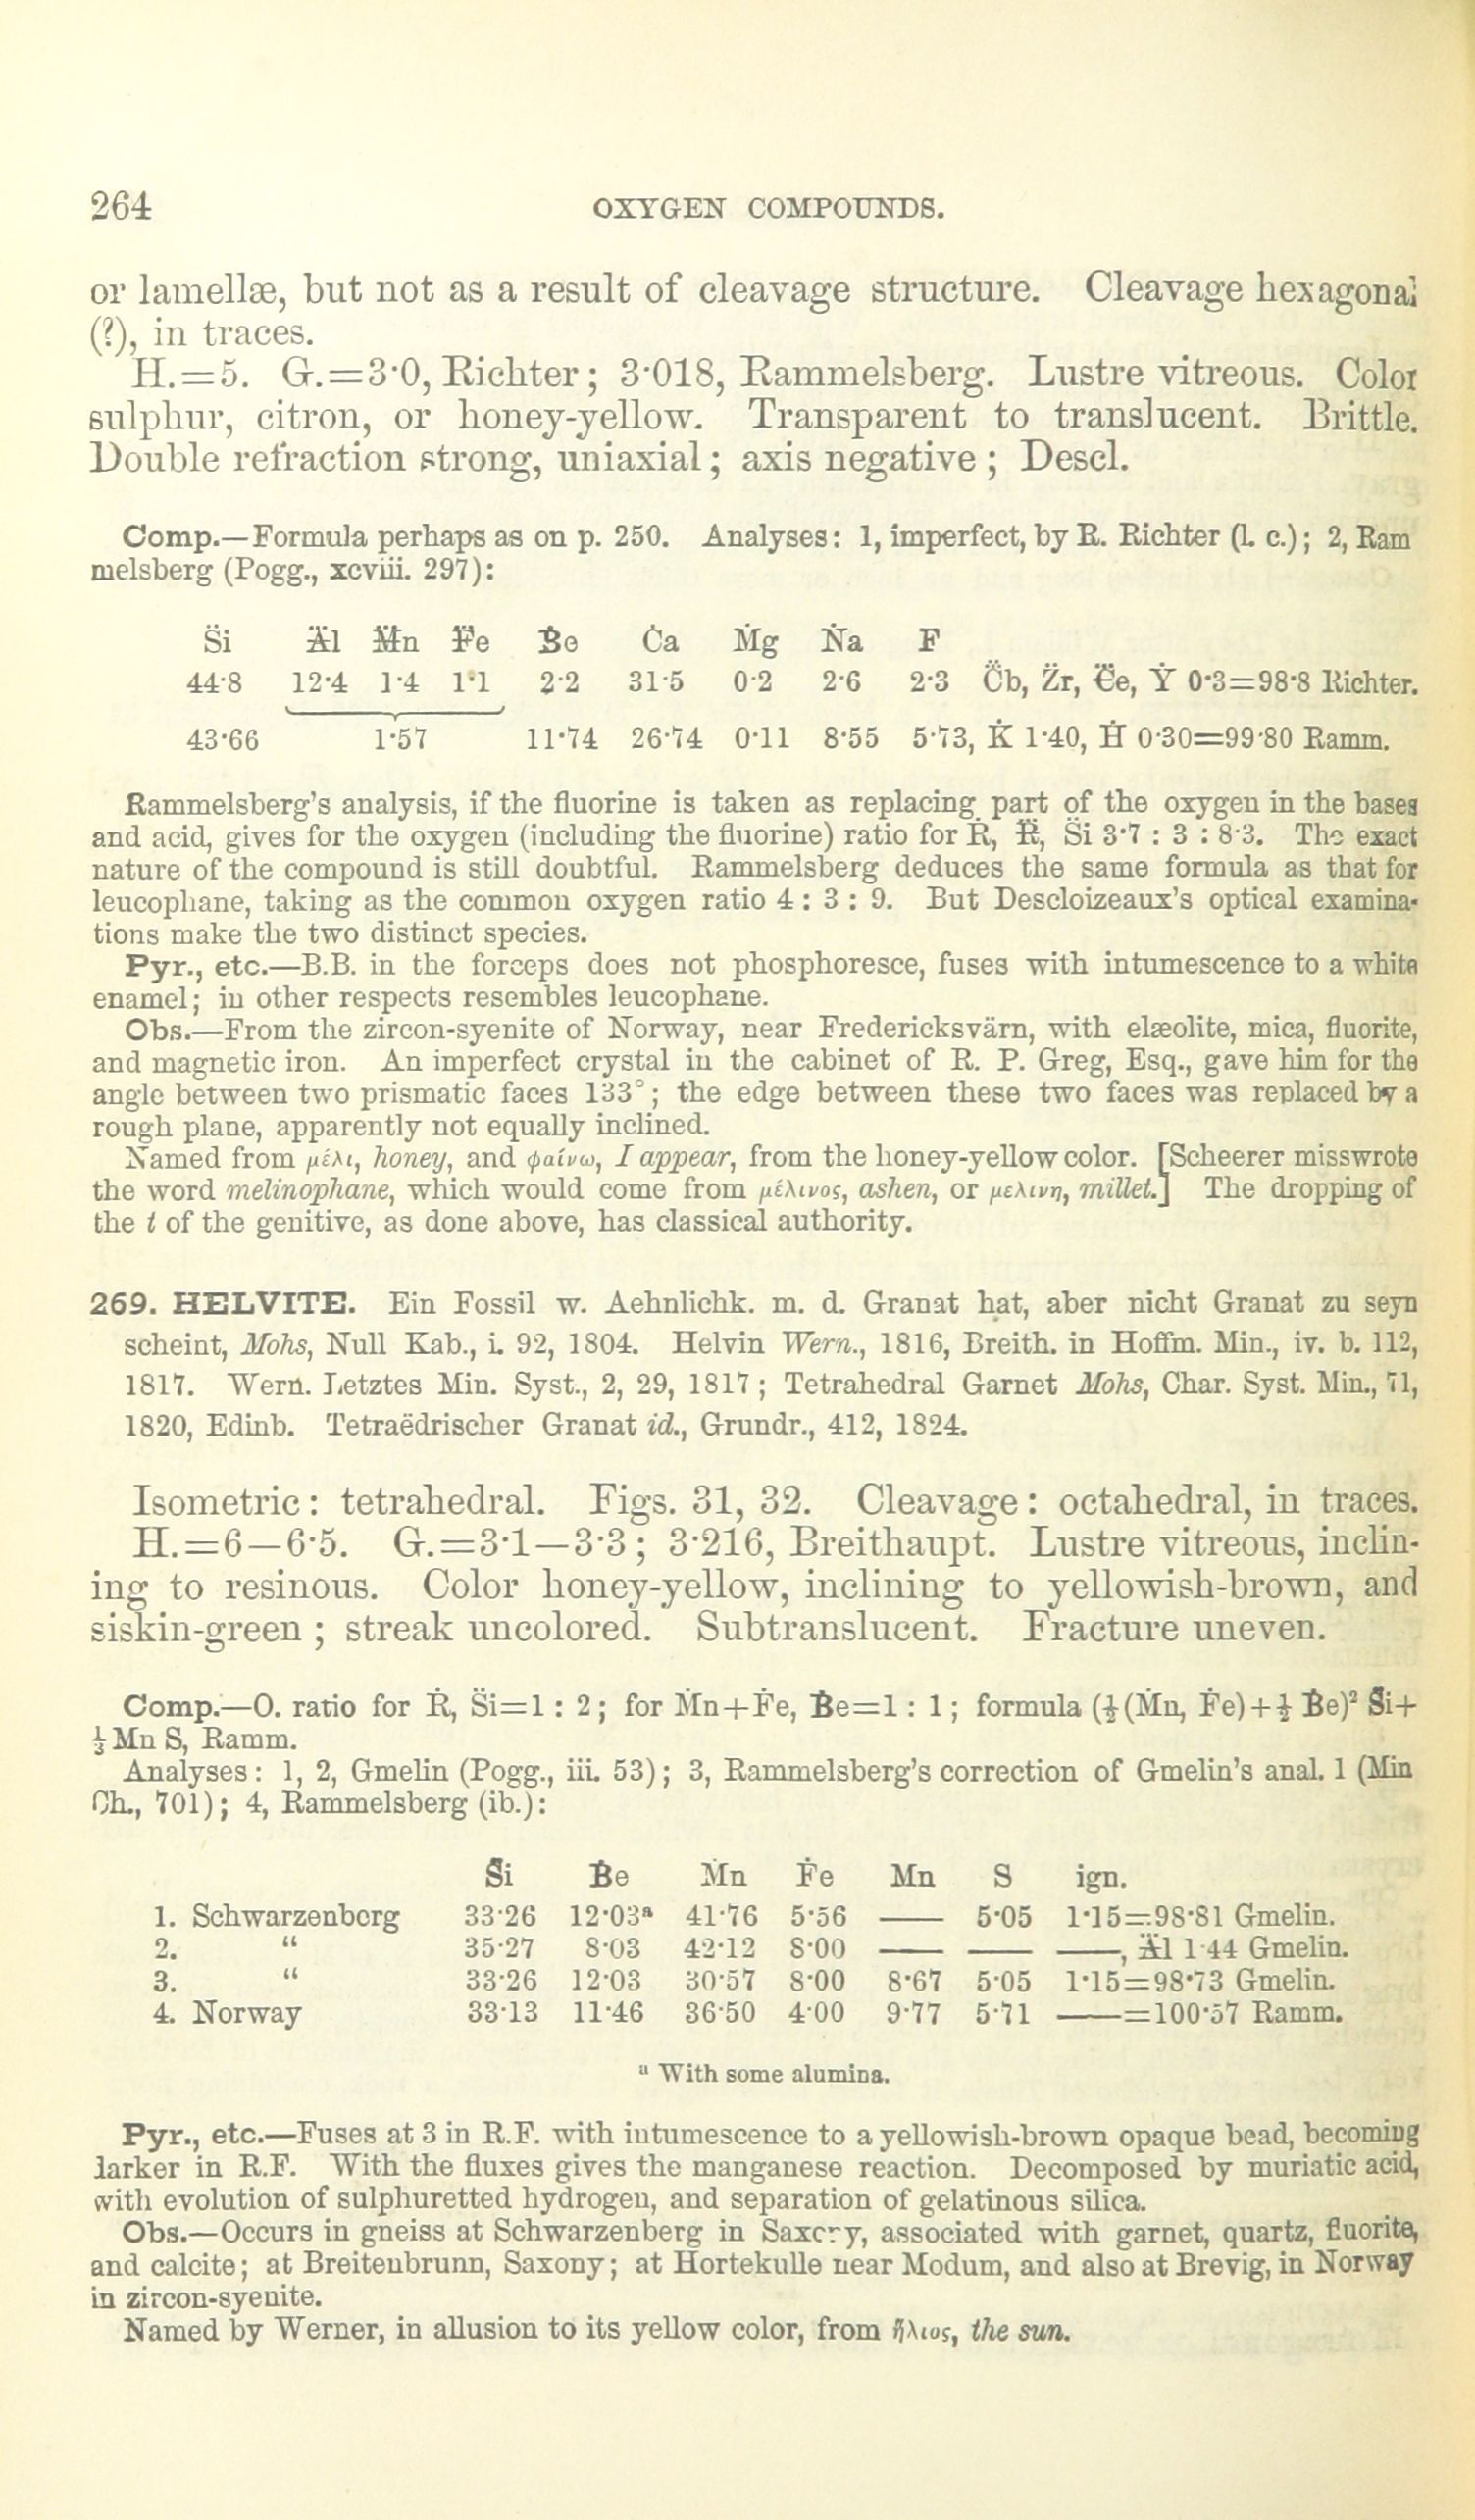 264 OXYGEN COMPOUNDS.
or lamellæ, but not as a result of cleavage structure. Cleavage hexagonal
(?), in traces.
H.=5. G.=3·0, Richter; 3·018, Rammelsberg. Lustre vitreous. Color
sulphur, citron, or honey-yellow. Transparent to translucent. Brittle.
Double refraction strong, uniaxial; axis negative; Descl.
Comp.—Formula perhaps as on p. 250. Analyses: 1, imperfect, by R. Richter (l. c.); 2, Ram
melsberg (Pogg., xcviii. 297):
S̈i Ä̶l M̶̈n F̶̈e B̶e Ċa Ṁg Ṅa F
44·8 12·4 1·4 1·1 2·2 31·5 0·2 2·6 2·3 C̈b, Z̈r, C̶̈e, Ẏ 0·3=98·8 Richter.
43·66 1·57 11·74 26·74 0·11 8·55 5·73, K̇ 1·40, Ḣ 0·30=99·80 Ramm.
Rammelsberg's analysis, if the fluorine is taken as replacing part of the oxygen in the bases
and acid, gives for the oxygen (including the fluorine) ratio for Ṙ, R̶̈, S̈i 3·7 : 3 : 8·3. The exact
nature of the compound is still doubtful. Rammelsberg deduces the same formula as that for
leucophane, taking as the common oxygen ratio 4 : 3 : 9. But Descloizeaux's optical examina-
tions make the two distinct species.
Pyr., etc.—B.B. in the forceps does not phosphoresce, fuses with intumescence to a white
enamel; in other respects resembles leucophane.
Obs.—From the zircon-syenite of Norway, near Fredericksvärn, with elæolite, mica, fluorite,
and magnetic iron. An imperfect crystal in the cabinet of R. P. Greg, Esq., gave him for the
angle between two prismatic faces 133°; the edge between these two faces was replaced by a
rough plane, apparently not equally inclined.
Named from μέλι, honey, and φαίνω, I appear, from the honey-yellow color. [Scheerer misswrote
the word melinophane, which would come from μέλινος, ashen, or μελινη, millet.] The dropping of
the t of the genitive, as done above, has classical authority.
269. HELVITE. Ein Fossil w. Aehnlichk. m. d. Granat hat, aber nicht Granat zu seyn
scheint, Mohs, Null Kab., i. 92, 1804. Helvin Wern., 1816, Breith. in Hoffm. Min., iv. b. 112,
1817. Wern. Letztes Min. Syst., 2, 29, 1817; Tetrahedral Garnet Mohs, Char. Syst. Min., 71,
1820, Edinb. Tetraëdrischer Granat id., Grundr., 412, 1824.
Isometric: tetrahedral. Figs. 31, 32. Cleavage: octahedral, in traces.
H.=6—6·5. G.=3·1—3·3; 3·216, Breithaupt. Lustre vitreous, inclin-
ing to resinous. Color honey-yellow, inclining to yellowish-brown, and
siskin-green; streak uncolored. Subtranslucent. Fracture uneven.
Comp.—O. ratio for Ṙ, S̈i=1 : 2; for Ṁn+Ḟe, Ḃe=1 : 1; formula (½(Ṁn, Ḟe)+½ Ḃe)² S̈i+
⅓ Mn S, Ramm.
Analyses: 1, 2, Gmelin (Pogg., iii. 53); 3, Rammelsberg's correction of Gmelin's anal. 1 (Min
Ch., 701); 4, Rammelsberg (ib.):
S̈i Ḃe Ṁn Ḟe Mn S ign.
1. Schwarzenberg 33·26 12·03ª 41·76 5·56 —— 5·05 1·15=98·81 Gmelin.
2. “ 35·27 8·03 42·12 8·00 —— —— ——, Ä̶l 1·44 Gmelin.
3. “ 33·26 12·03 30·57 8·00 8·67 5·05 1·15=98·73 Gmelin.
4. Norway 33·13 11·46 36·50 4·00 9·77 5·71 ——=100·57 Ramm.
ª With some alumina.
Pyr., etc.—Fuses at 3 in R.F. with intumescence to a yellowish-brown opaque bead, becoming
larker in R.F. With the fluxes gives the manganese reaction. Decomposed by muriatic acid,
with evolution of sulphuretted hydrogen, and separation of gelatinous silica.
Obs.—Occurs in gneiss at Schwarzenberg in Saxony, associated with garnet, quartz, fluorite,
and calcite; at Breitenbrunn, Saxony; at Hortekulle near Modum, and also at Brevig, in Norway
in zircon-syenite.
Named by Werner, in allusion to its yellow color, from ἥλιος, the sun.